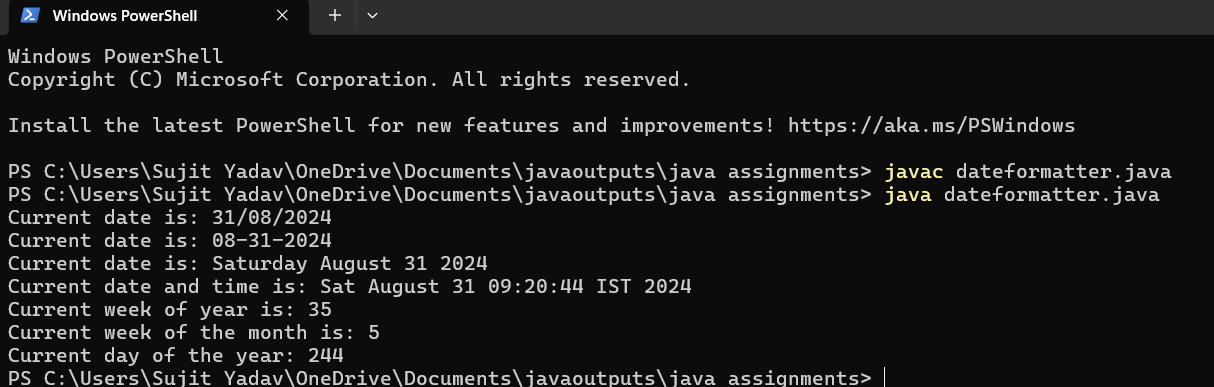 Windows PowerShell
Windows PowerShell
Copyright (C) Microsoft Corporation. All rights reserved.
Install the latest PowerShell for new features and improvements! https://aka.ms/PSWindows
PS C:\Users\Sujit Yadav\OneDrive\Documents\javaoutputs\java assignments> javac dateformatter.java
PS C:\Users\Sujit Yadav\OneDrive\Documents\javaoutputs\java assignments> java dateformatter.java
Current date is: 31/08/2024
Current date is: 08-31-2024
Current date is: Saturday August 31 2024
Current date and time is: Sat August 31 09:20:44 IST 2024
Current week of year is: 35
Current week of the month is: 5
Current day of the year: 244
PS C:\Users\Sujit Yadav\OneDrive\Documents\javaoutputs\java assignments>